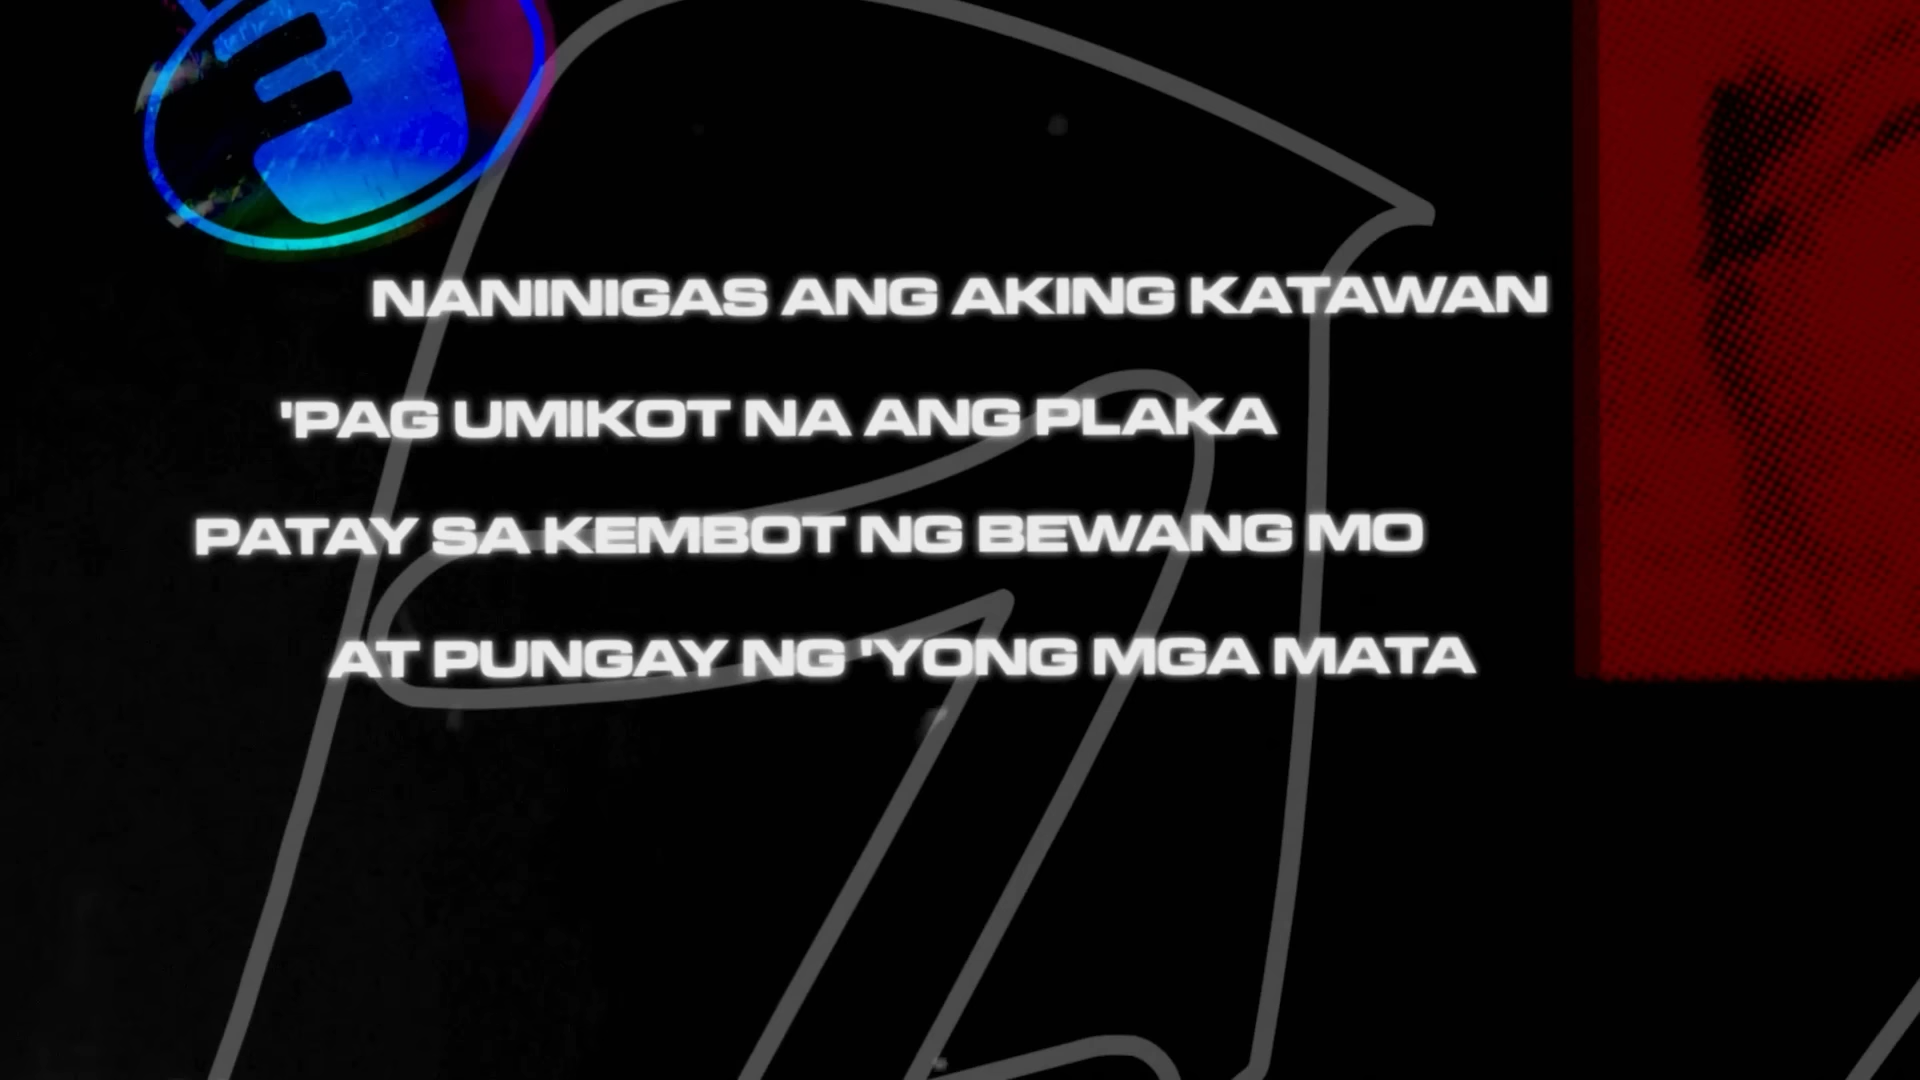 NANINIGAS ANG AKING KATAWAN
'PAG UMIKOT NA ANG PLAKA
PATAY SA KEMBOT NG BEWANG MO
AT PUNGAY NG 'YONG MGA MATA